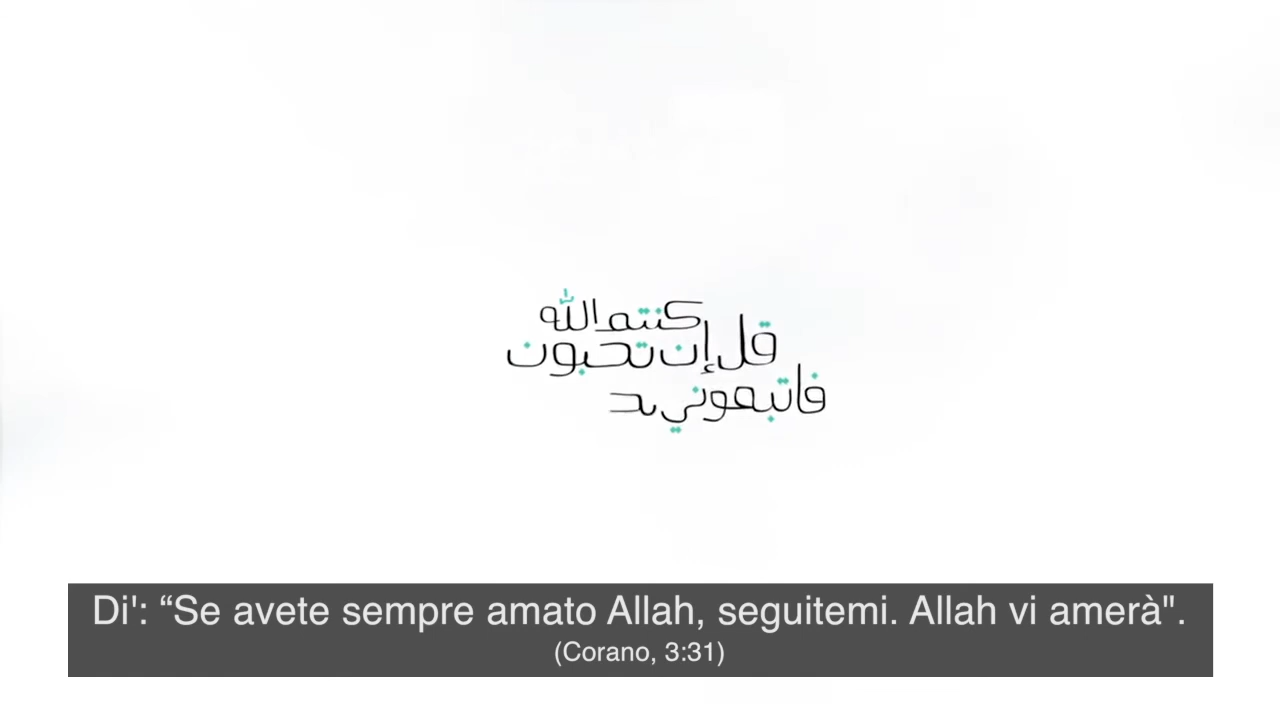 قل إن كنتم تحبون الله
فاتبعوني
Di': “Se avete sempre amato Allah, seguitemi. Allah vi amerà".
(Corano, 3:31)